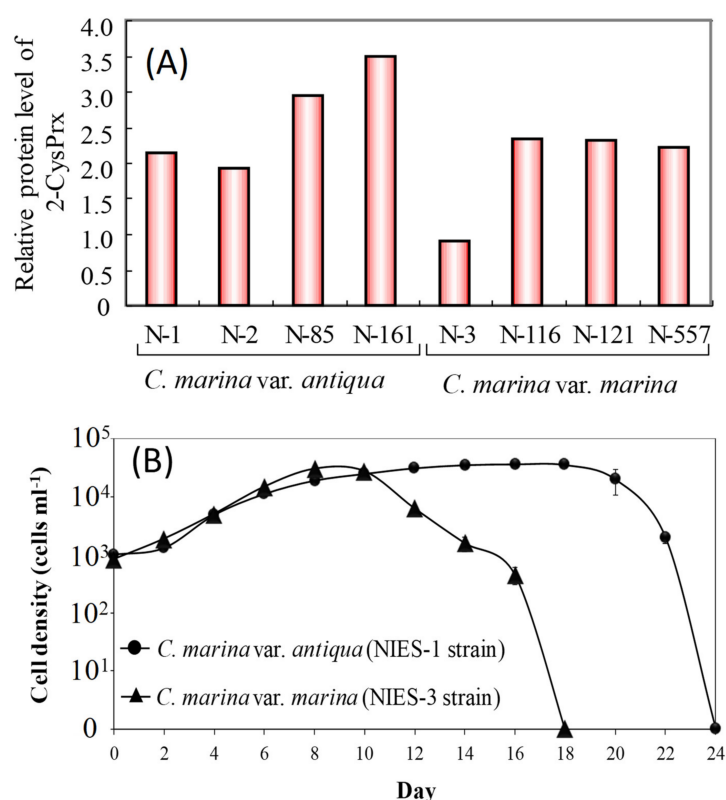 (A)
Relative protein level of
2-CysPrx
4.0
3.5
3.0
2.5
2.0
1.5
1.0
0.5
0
N-1 N-2 N-85 N-161 N-3 N-116 N-121 N-557
C. marina var. antiqua C. marina var. marina
(B)
Cell density (cells ml⁻¹)
10⁵
10⁴
10³
10²
10¹
0
C. marina var. antiqua (NIES-1 strain)
C. marina var. marina (NIES-3 strain)
0 2 4 6 8 10 12 14 16 18 20 22 24
Day